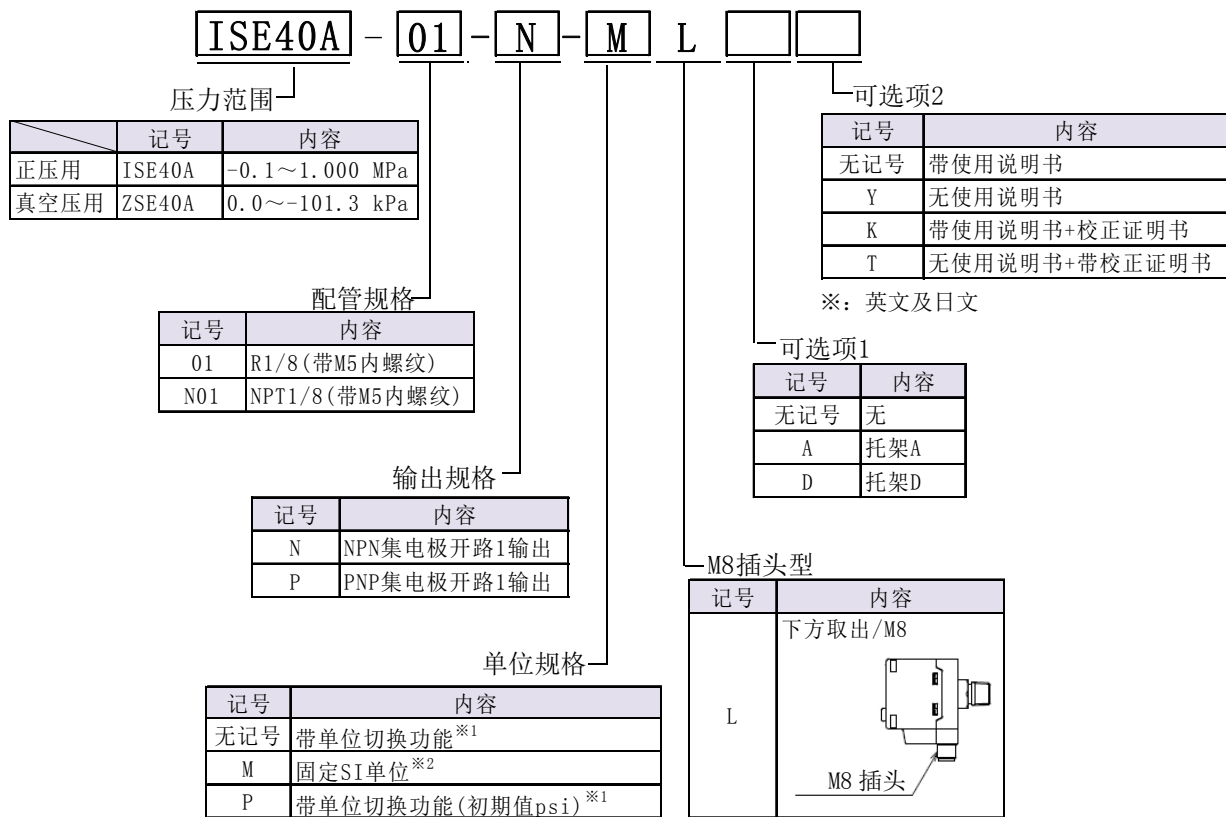 ISE40A - 01 - N - M L
压力范围
记号 内容
正压用 ISE40A -0.1～1.000 MPa
真空压用 ZSE40A 0.0～-101.3 kPa
可选项2
记号 内容
无记号 带使用说明书
Y 无使用说明书
K 带使用说明书+校正证明书
T 无使用说明书+带校正证明书
※: 英文及日文
配管规格
记号 内容
01 R1/8(带M5内螺纹)
N01 NPT1/8(带M5内螺纹)
可选项1
记号 内容
无记号 无
A 托架A
D 托架D
输出规格
记号 内容
N NPN集电极开路1输出
P PNP集电极开路1输出
M8插头型
记号 内容
L 下方取出/M8
M8 插头
单位规格
记号 内容
无记号 带单位切换功能※1
M 固定SI单位※2
P 带单位切换功能(初期值psi)※1